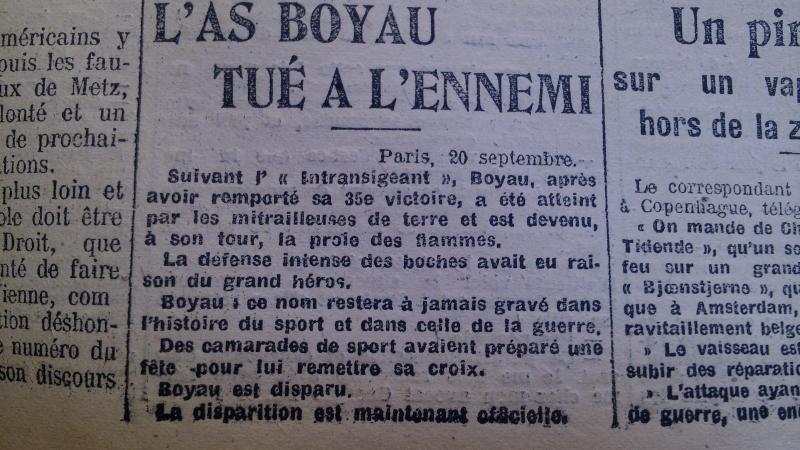 méricains y
puis les fau-
ux de Metz,
lonté et un
de prochai-
ations.
plus loin et
ole doit être
Droit, que
nté de faire
ienne, com
tion déshon-
e numéro du
son discours
L'AS BOYAU
TUÉ A L'ENNEMI
Paris, 20 septembre.
Suivant l' « Intransigeant », Boyau, après
avoir remporté sa 35e victoire, a été atteint
par les mitrailleuses de terre et est devenu,
à son tour, la proie des flammes.
La défense intense des boches avait eu rai-
son du grand héros.
Boyau : ce nom restera à jamais gravé dans
l'histoire du sport et dans celle de la guerre.
Des camarades de sport avaient préparé une
fête pour lui remettre sa croix.
Boyau est disparu.
La disparition est maintenant oficielle.
Un pir
sur un vap
hors de la z
Le correspondant
à Copenhague, télég
« On mande de Ch
Tidende », qu'un so
feu sur un grand
« Bjœnstjerne », qu
que à Amsterdam,
ravitaillement belge
» Le vaisseau est
subir des réparatio
» L'attaque ayan
de guerre, une en